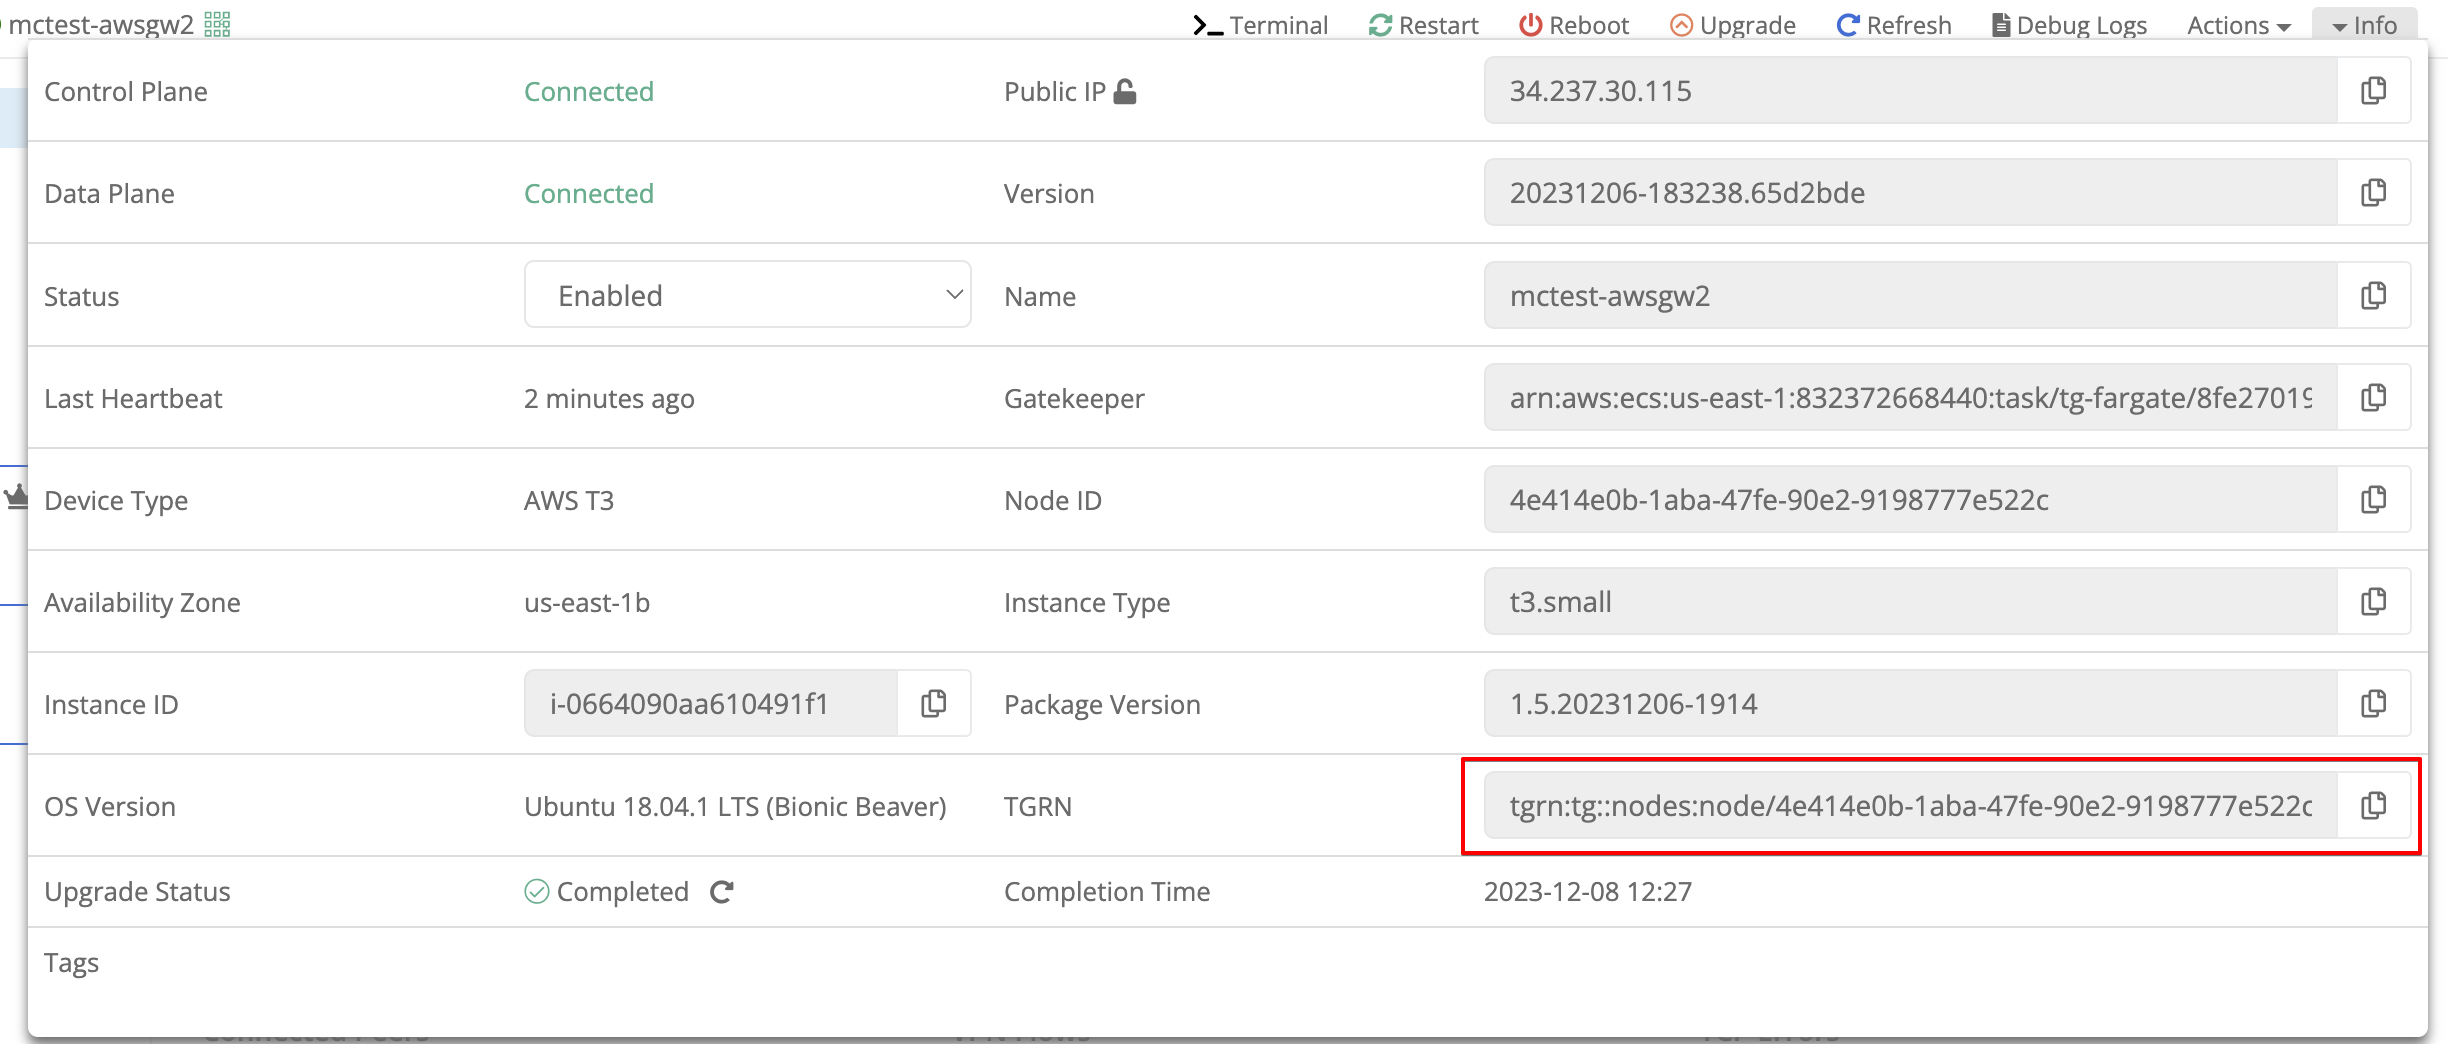 mctest-awsgw2 Terminal Restart Reboot Upgrade Refresh Debug Logs Actions Info
Control Plane Connected Public IP 34.237.30.115
Data Plane Connected Version 20231206-183238.65d2bde
Status Enabled Name mctest-awsgw2
Last Heartbeat 2 minutes ago Gatekeeper arn:aws:ecs:us-east-1:832372668440:task/tg-fargate/8fe27019
Device Type AWS T3 Node ID 4e414e0b-1aba-47fe-90e2-9198777e522c
Availability Zone us-east-1b Instance Type t3.small
Instance ID i-0664090aa610491f1 Package Version 1.5.20231206-1914
OS Version Ubuntu 18.04.1 LTS (Bionic Beaver) TGRN tgrn:tg::nodes:node/4e414e0b-1aba-47fe-90e2-9198777e522c
Upgrade Status Completed Completion Time 2023-12-08 12:27
Tags